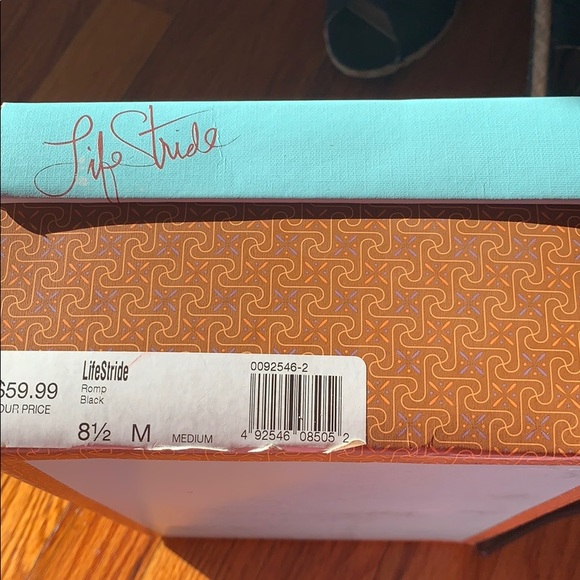 LifeStride
LifeStride
Romp
Black
0092546-2
$59.99
OUR PRICE
8½ M MEDIUM
4 92546 08505 2